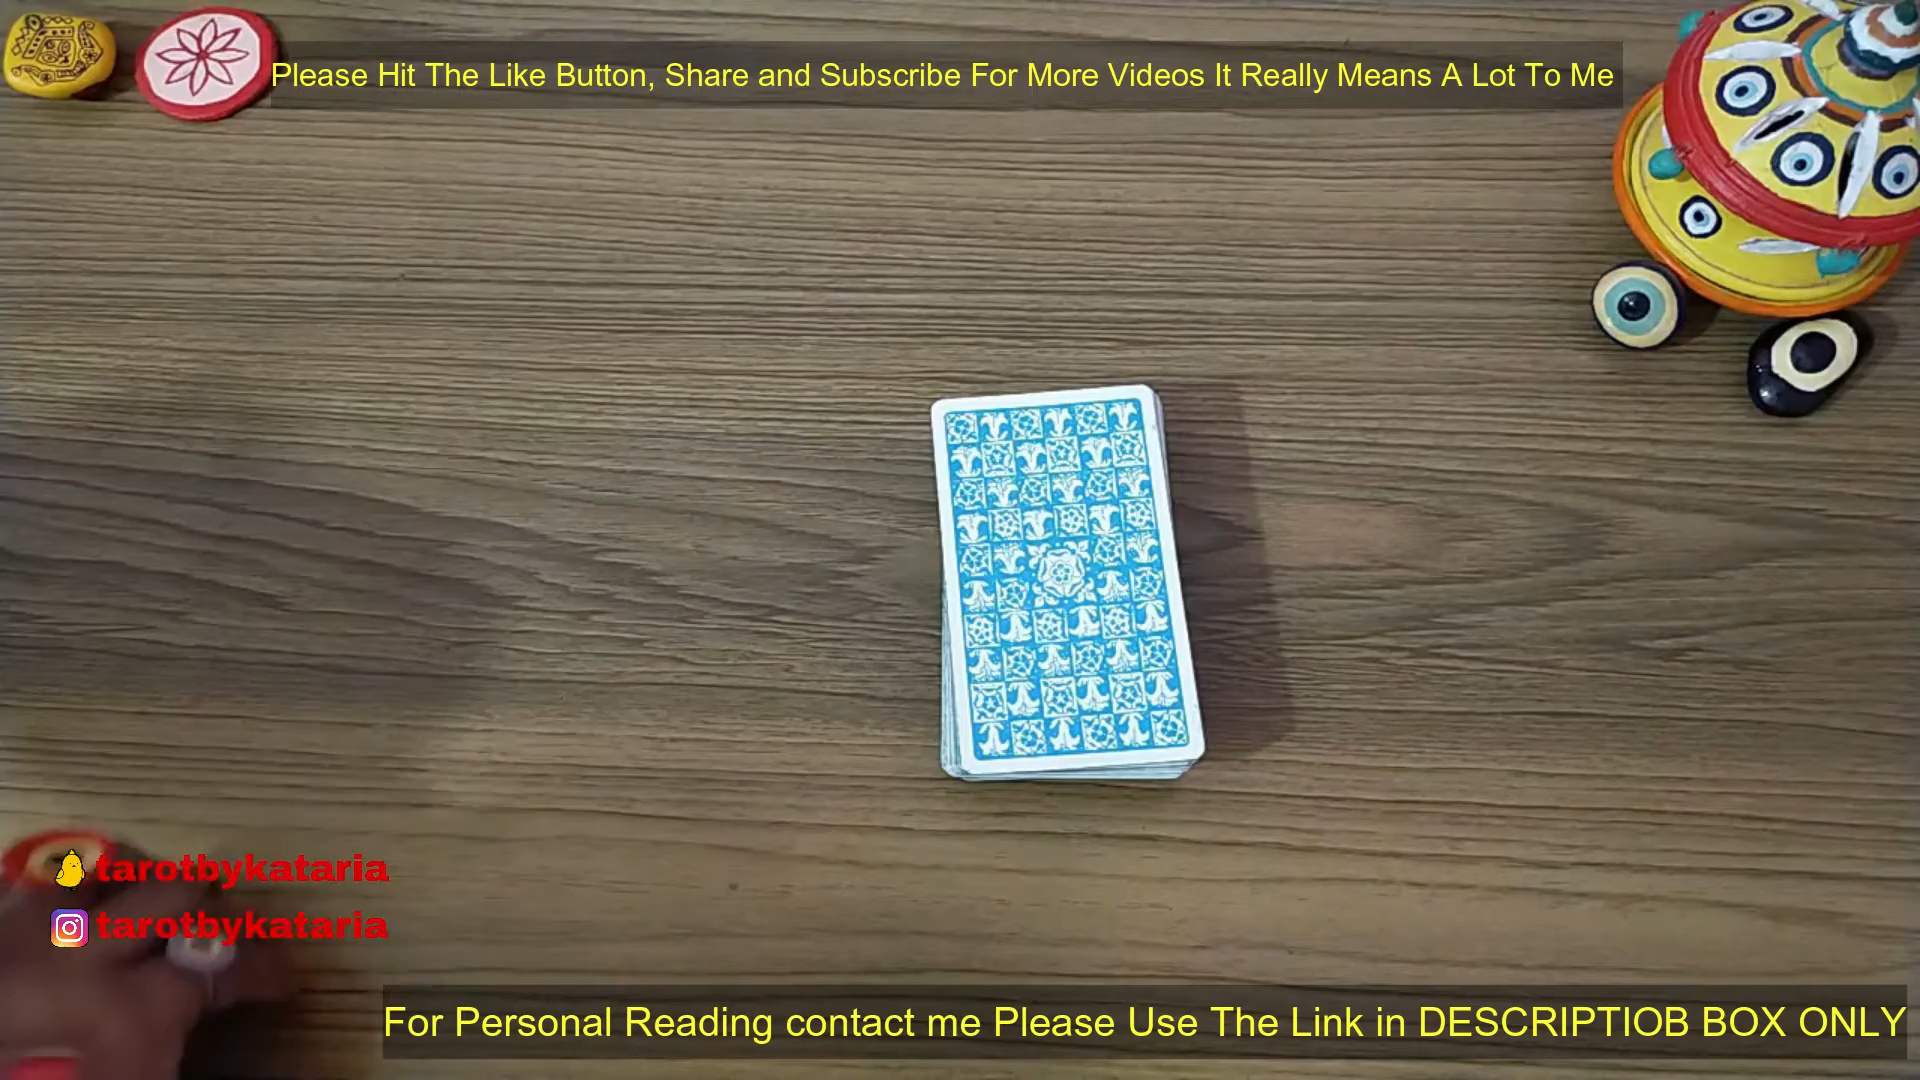 Please Hit The Like Button, Share and Subscribe For More Videos It Really Means A Lot To Me
tarotbykataria
tarotbykataria
For Personal Reading contact me Please Use The Link in DESCRIPTIOB BOX ONLY